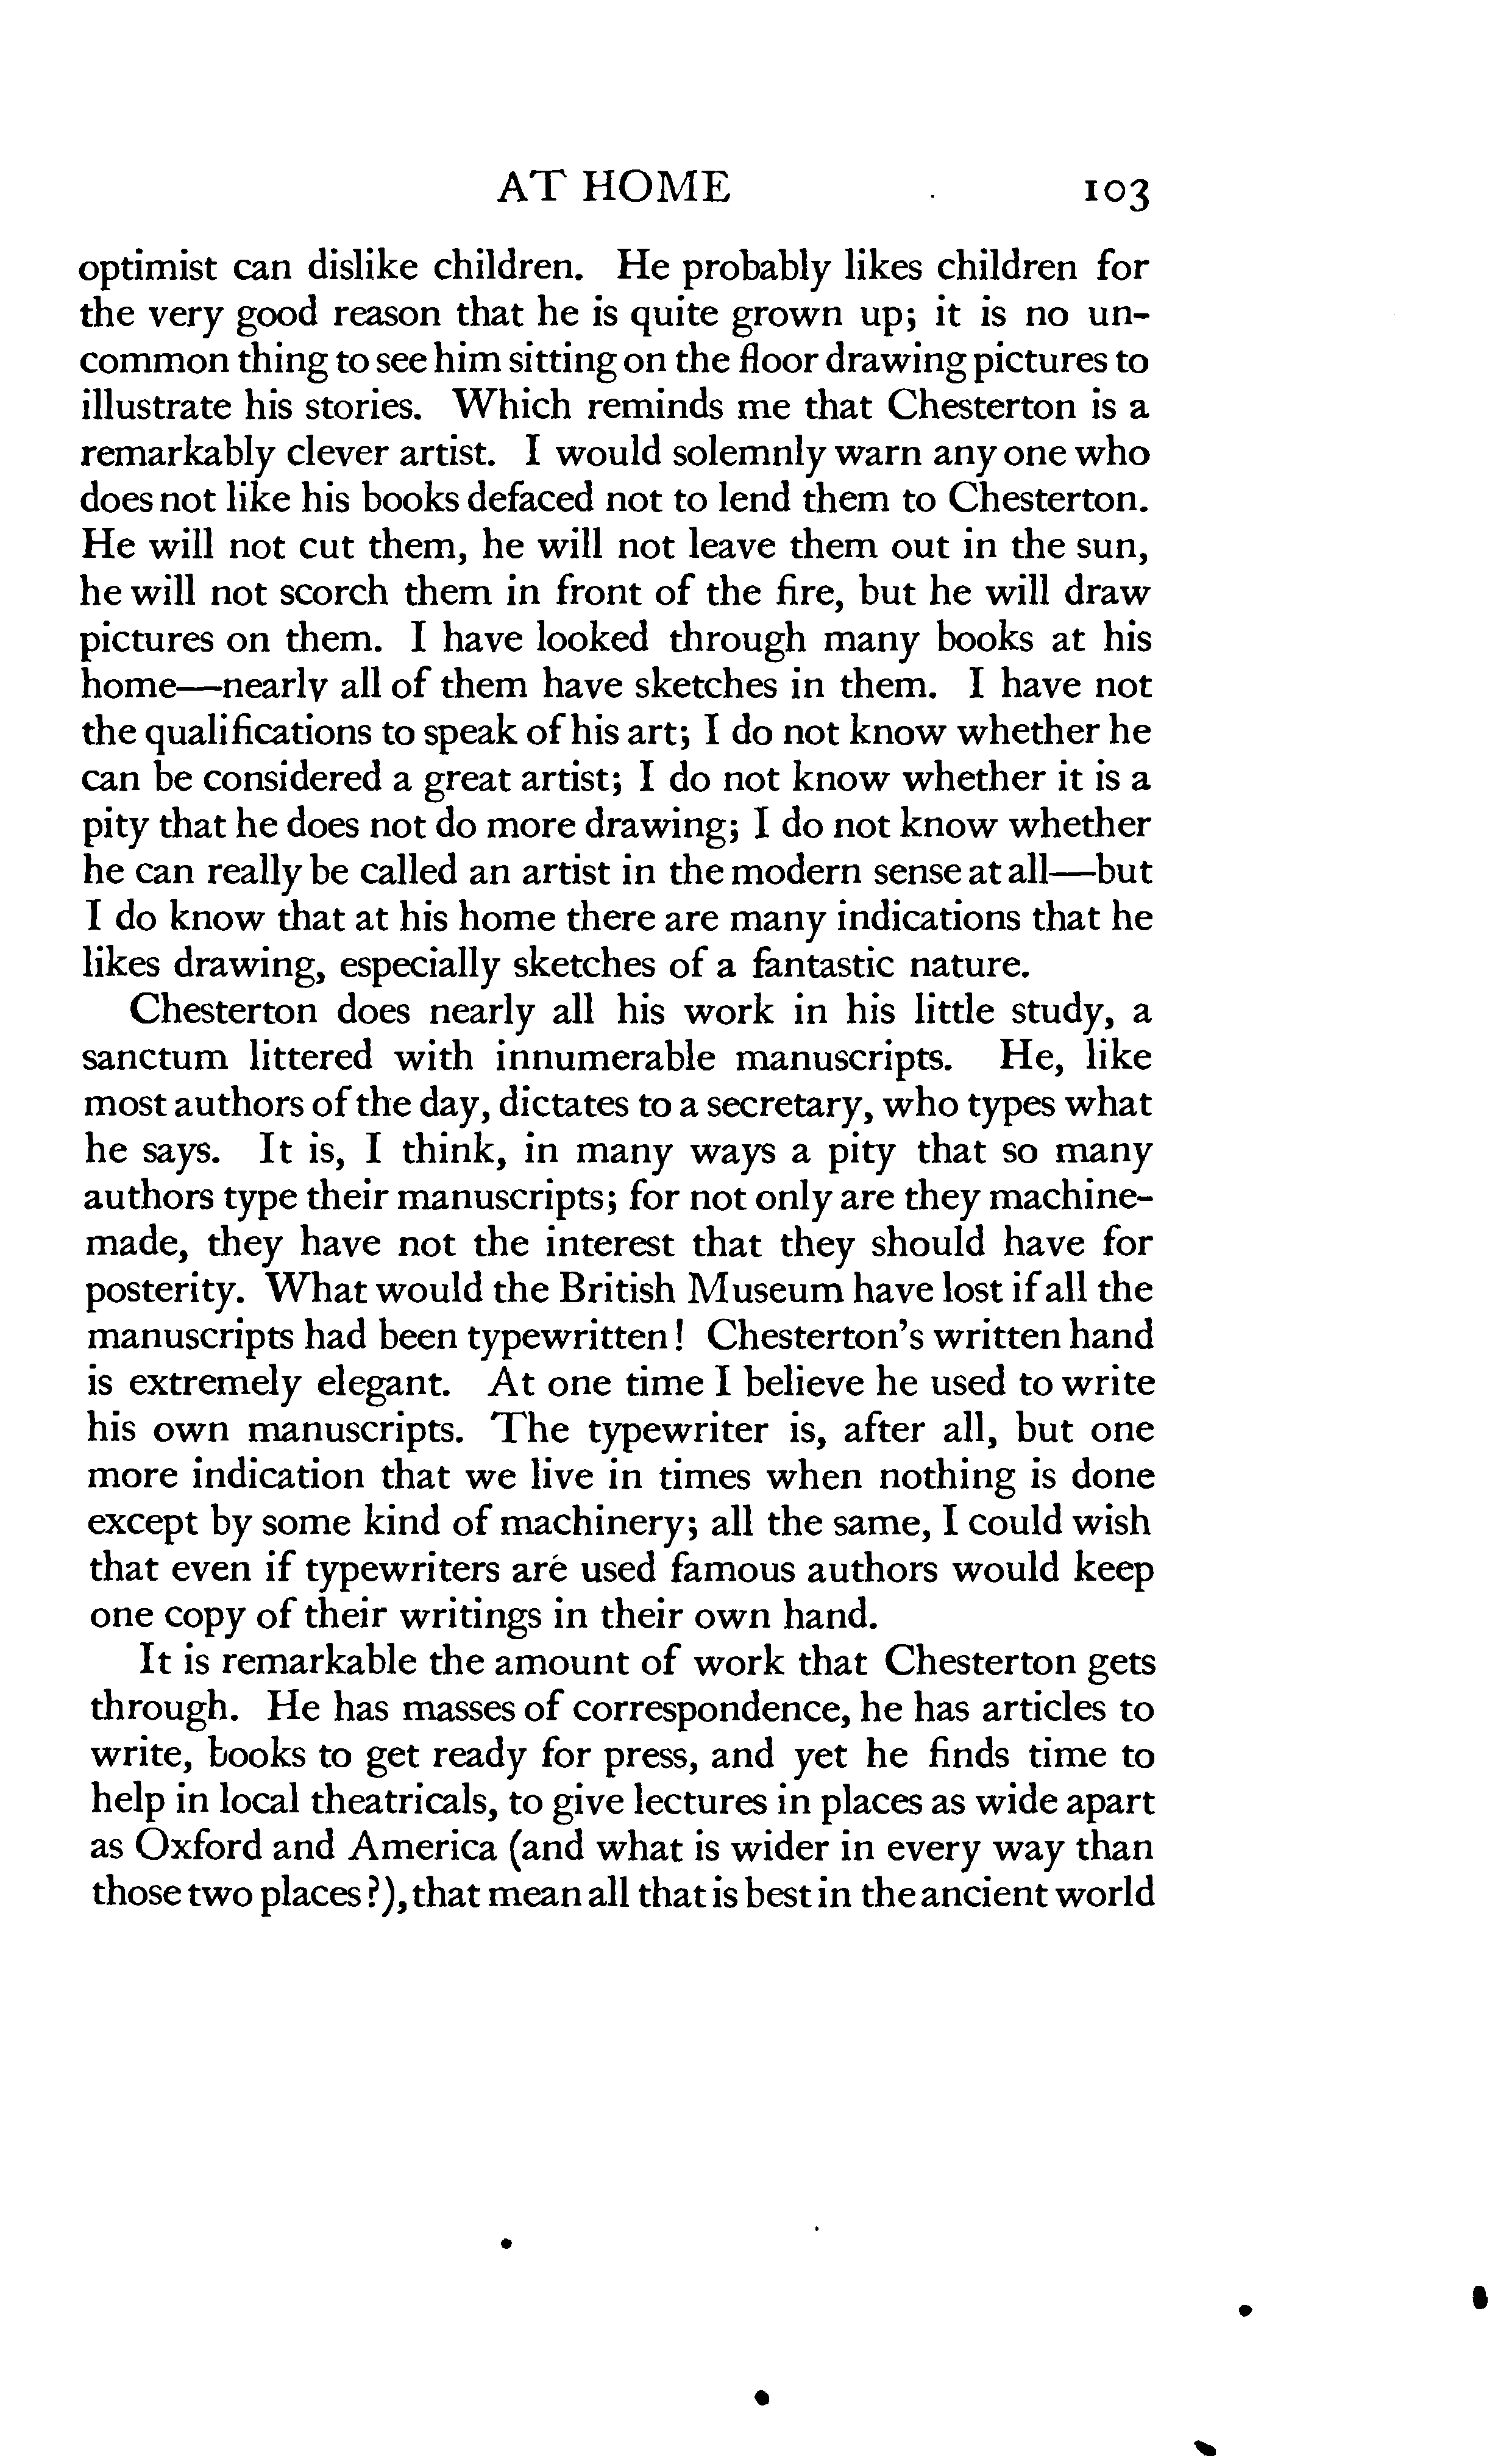 AT HOME 103
optimist can dislike children. He probably likes children for
the very good reason that he is quite grown up; it is no un-
common thing to see him sitting on the floor drawing pictures to
illustrate his stories. Which reminds me that Chesterton is a
remarkably clever artist. I would solemnly warn any one who
does not like his books defaced not to lend them to Chesterton.
He will not cut them, he will not leave them out in the sun,
he will not scorch them in front of the fire, but he will draw
pictures on them. I have looked through many books at his
home—nearly all of them have sketches in them. I have not
the qualifications to speak of his art; I do not know whether he
can be considered a great artist; I do not know whether it is a
pity that he does not do more drawing; I do not know whether
he can really be called an artist in the modern sense at all—but
I do know that at his home there are many indications that he
likes drawing, especially sketches of a fantastic nature.
Chesterton does nearly all his work in his little study, a
sanctum littered with innumerable manuscripts. He, like
most authors of the day, dictates to a secretary, who types what
he says. It is, I think, in many ways a pity that so many
authors type their manuscripts; for not only are they machine-
made, they have not the interest that they should have for
posterity. What would the British Museum have lost if all the
manuscripts had been typewritten! Chesterton's written hand
is extremely elegant. At one time I believe he used to write
his own manuscripts. The typewriter is, after all, but one
more indication that we live in times when nothing is done
except by some kind of machinery; all the same, I could wish
that even if typewriters are used famous authors would keep
one copy of their writings in their own hand.
It is remarkable the amount of work that Chesterton gets
through. He has masses of correspondence, he has articles to
write, books to get ready for press, and yet he finds time to
help in local theatricals, to give lectures in places as wide apart
as Oxford and America (and what is wider in every way than
those two places?), that mean all that is best in the ancient world